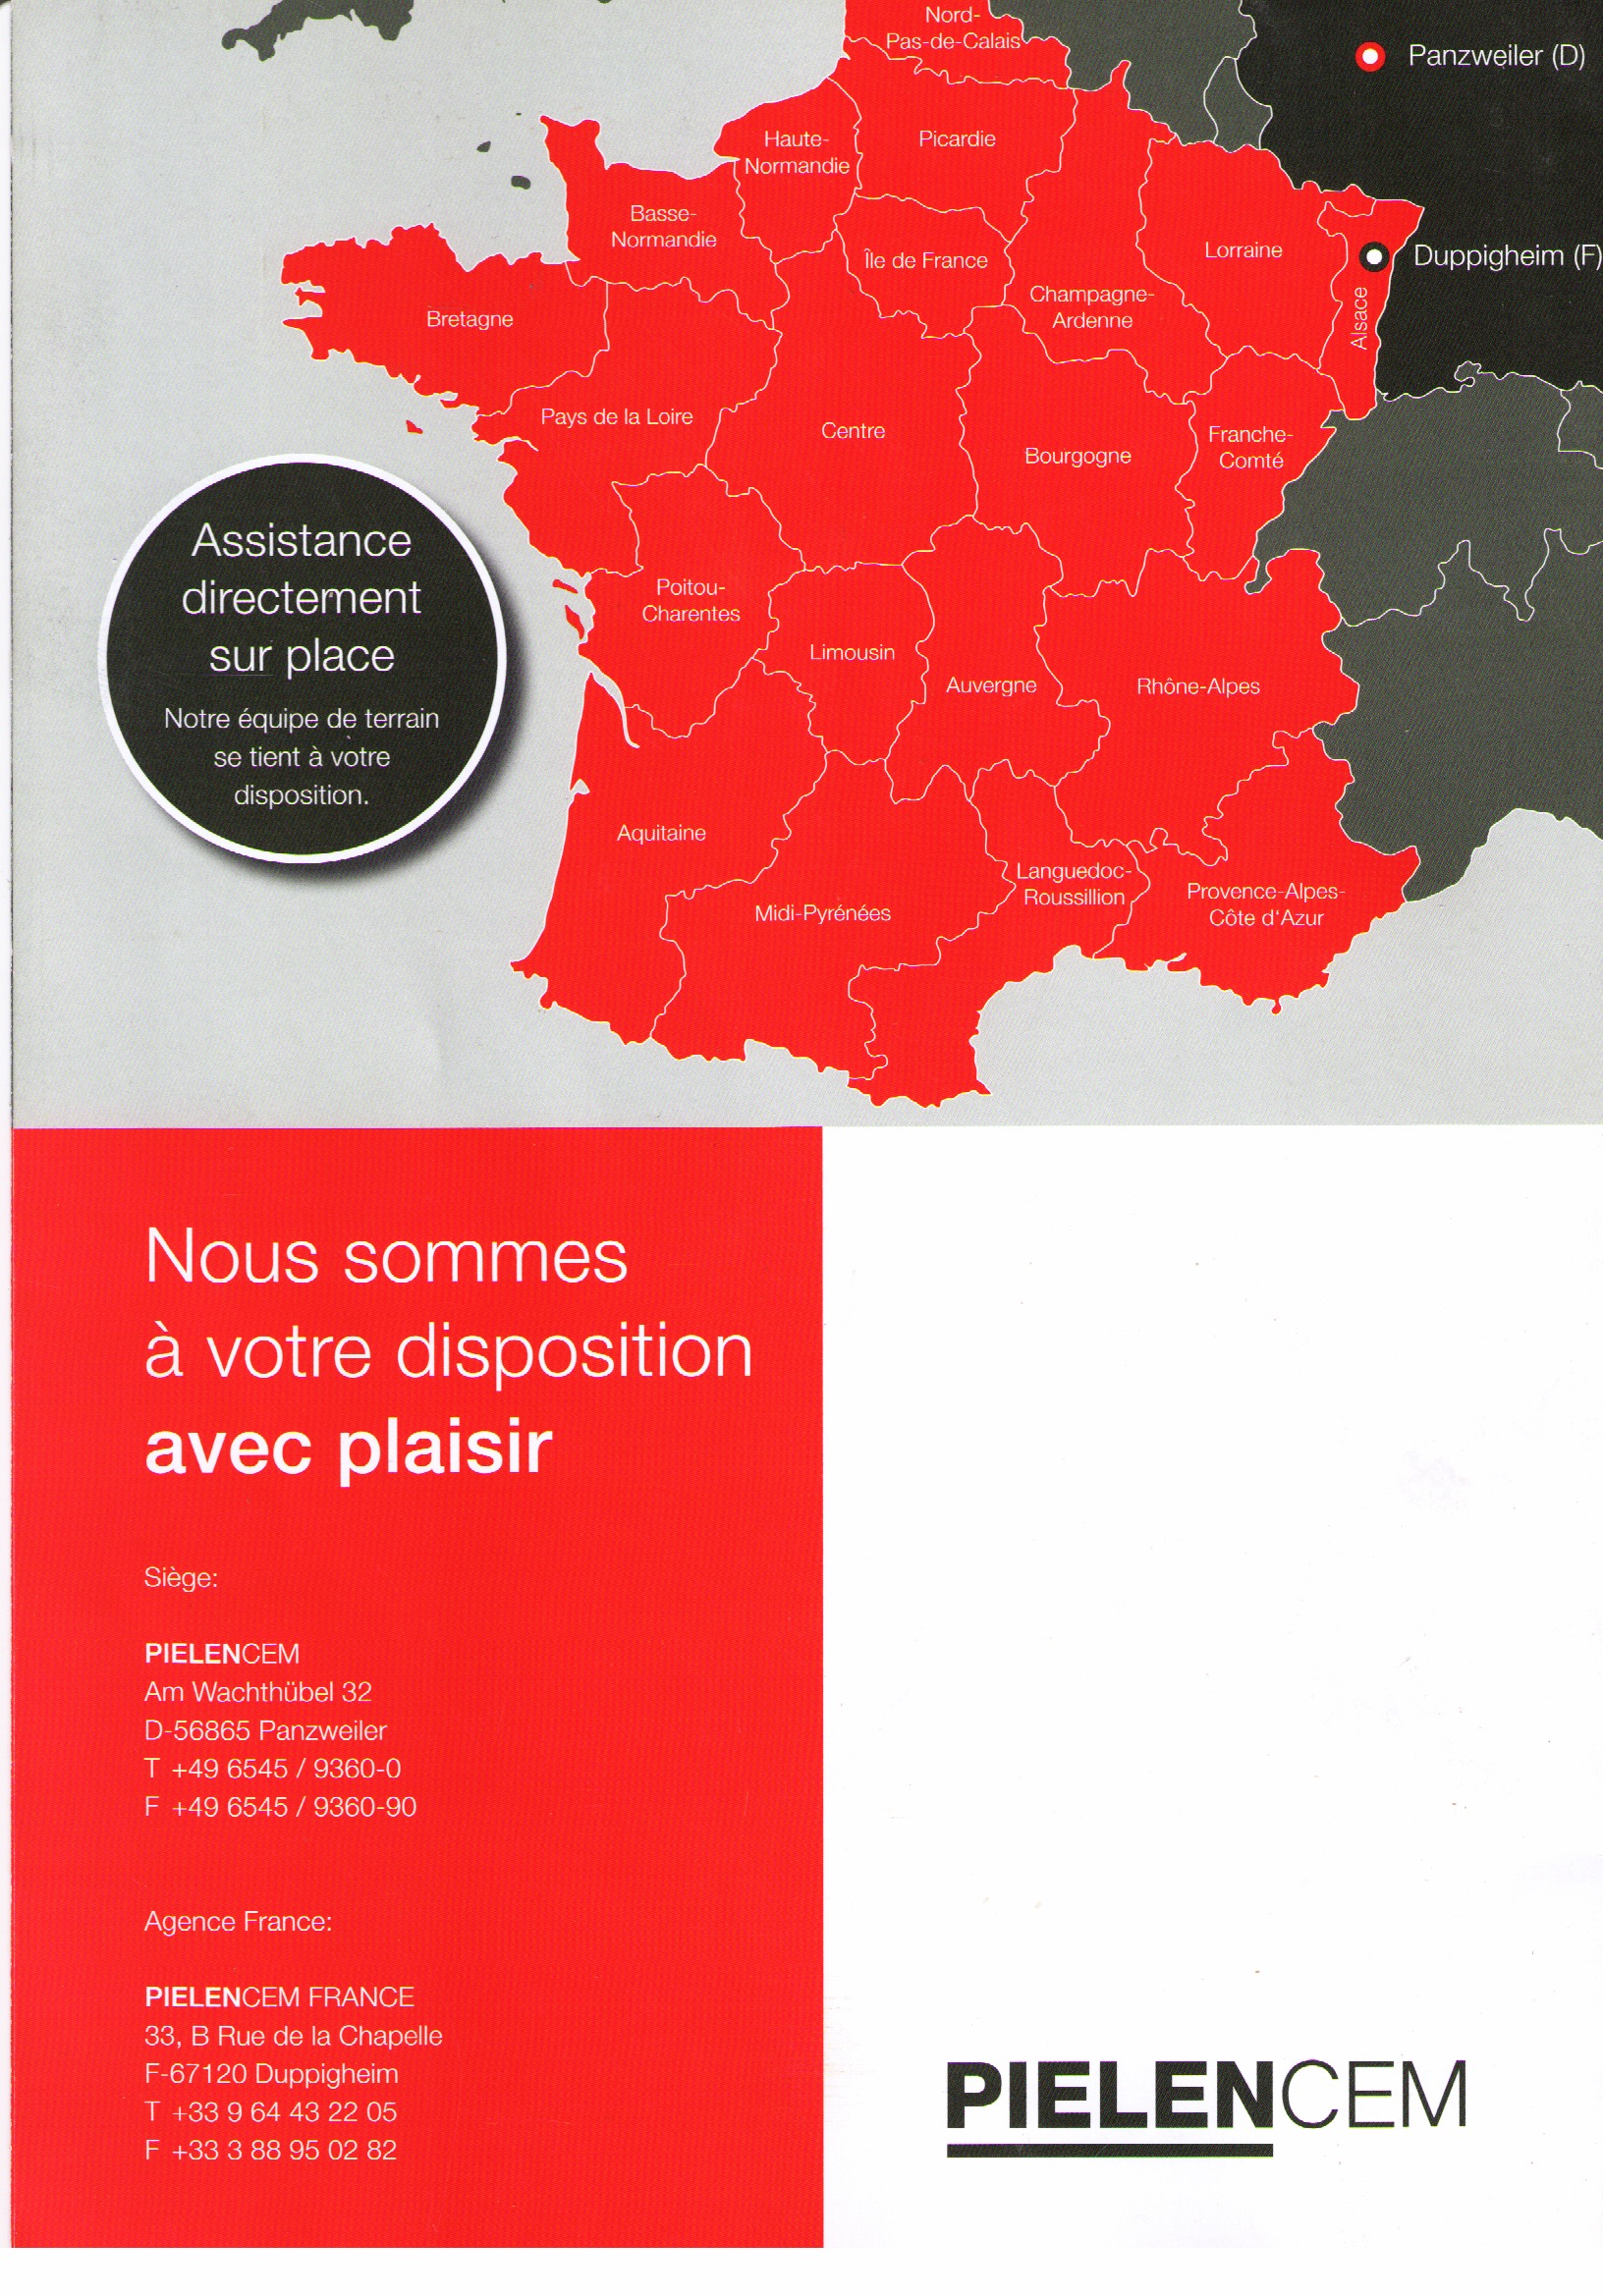 Nord-
Pas-de-Calais
Panzweiler (D)
Haute-
Normandie
Picardie
Basse-
Normandie
Île de France
Lorraine
Duppigheim (F)
Champagne-
Ardenne
Alsace
Bretagne
Pays de la Loire
Centre
Bourgogne
Franche-
Comté
Assistance
directement
sur place
Notre équipe de terrain
se tient à votre
disposition.
Poitou-
Charentes
Limousin
Auvergne
Rhône-Alpes
Aquitaine
Midi-Pyrénées
Languedoc-
Roussillion
Provence-Alpes-
Côte d'Azur
Nous sommes
à votre disposition
avec plaisir
Siège:
PIELENCEM
Am Wachthübel 32
D-56865 Panzweiler
T +49 6545 / 9360-0
F +49 6545 / 9360-90
Agence France:
PIELENCEM FRANCE
33, B Rue de la Chapelle
F-67120 Duppigheim
T +33 9 64 43 22 05
F +33 3 88 95 02 82
PIELENCEM